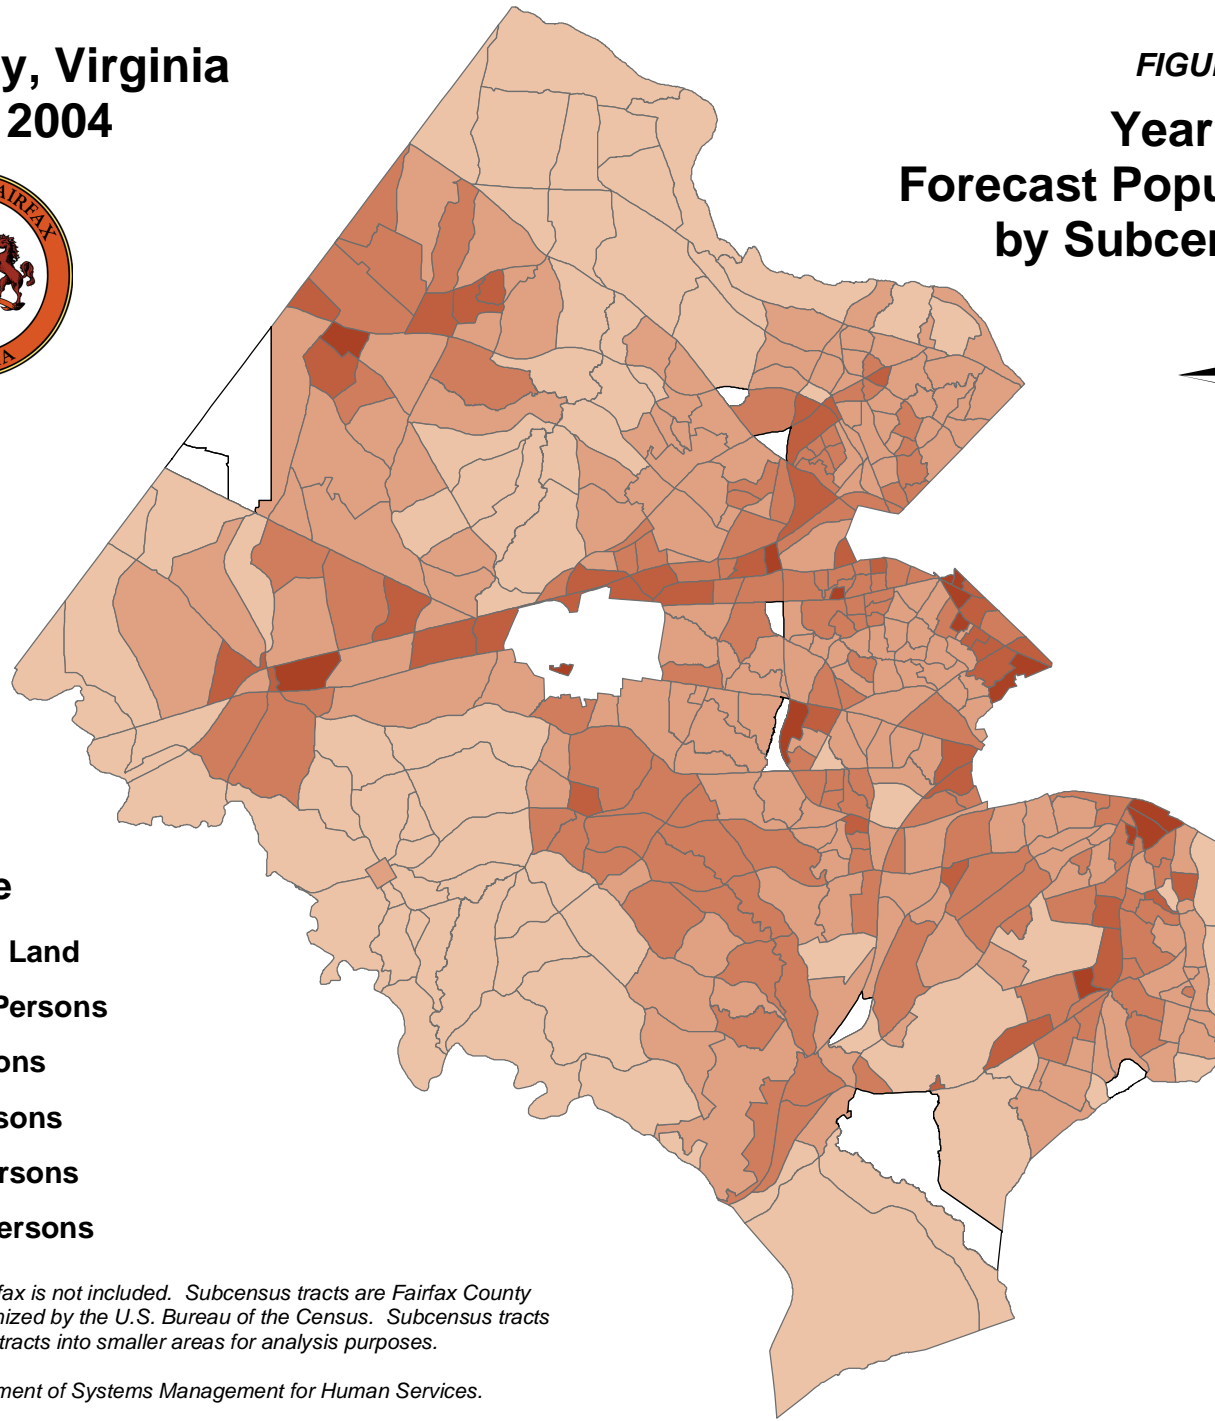 y, Virginia
2004
FAIRFAX
A
FIGUR
Year
Forecast Popu
by Subcen
e
Land
Persons
ons
sons
rsons
ersons
fax is not included. Subcensus tracts are Fairfax County
nized by the U.S. Bureau of the Census. Subcensus tracts
tracts into smaller areas for analysis purposes.
ment of Systems Management for Human Services.